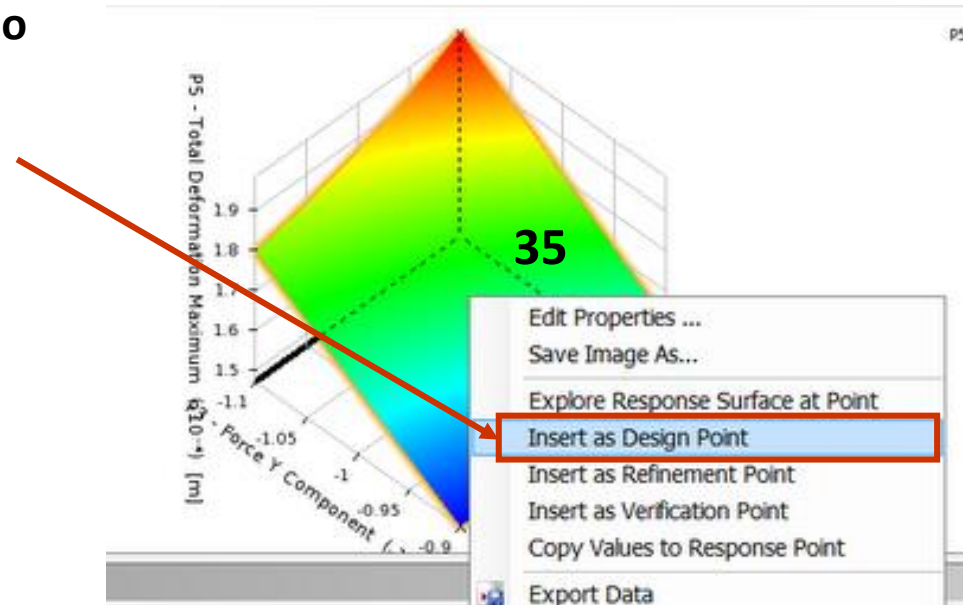 o
P5
P5 - Total Deformation Maximum
[m]
1.9
1.8
1.7
1.6
1.5
-1.1
-1.05
-1
-0.95
-0.9
Force Y Component
35
Edit Properties ...
Save Image As...
Explore Response Surface at Point
Insert as Design Point
Insert as Refinement Point
Insert as Verification Point
Copy Values to Response Point
Export Data